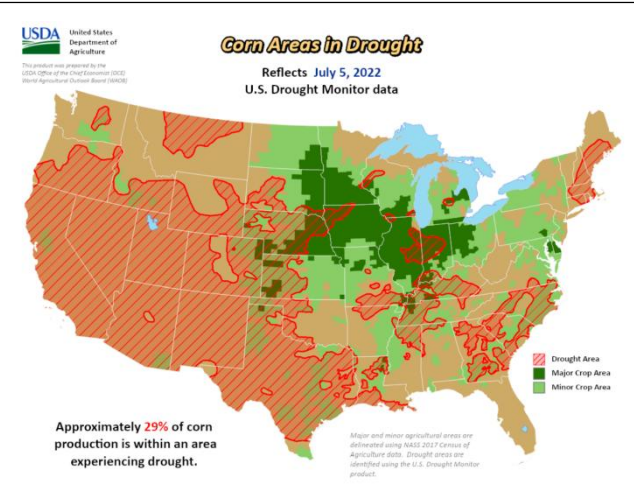 USDA
United States
Department of
Agriculture
This product was prepared by the
USDA Office of the Chief Economist (OCE)
World Agricultural Outlook Board (WAOB)
Corn Areas in Drought
Reflects July 5, 2022
U.S. Drought Monitor data
Drought Area
Major Crop Area
Minor Crop Area
Approximately 29% of corn
production is within an area
experiencing drought.
Major and minor agricultural areas are
delineated using NASS 2017 Census of
Agriculture data. Drought areas are
identified using the U.S. Drought Monitor
product.